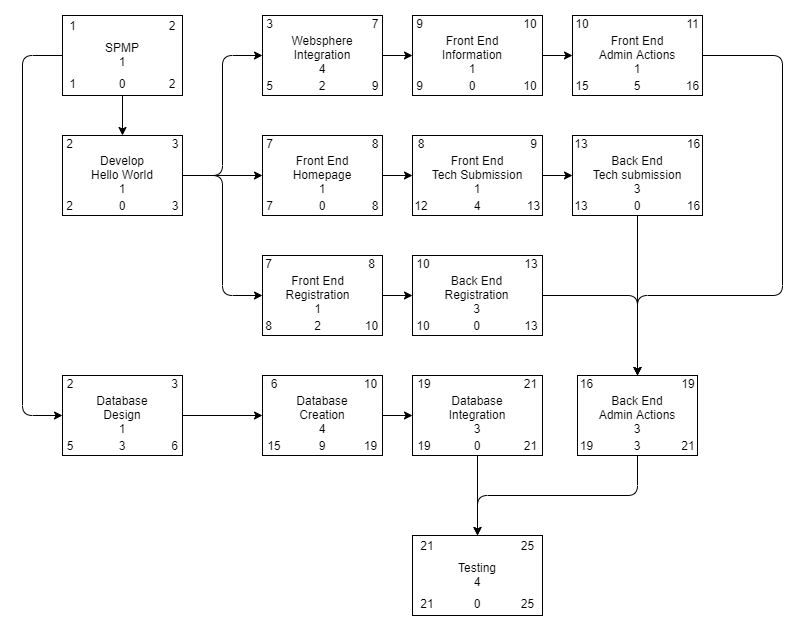 1 2
SPMP
1
1 0 2
3 7
Websphere
Integration
4
5 2 9
9 10
Front End
Information
1
9 0 10
10 11
Front End
Admin Actions
1
15 5 16
2 3
Develop
Hello World
1
2 0 3
7 8
Front End
Homepage
1
7 0 8
8 9
Front End
Tech Submission
1
12 4 13
13 16
Back End
Tech submission
3
13 0 16
7 8
Front End
Registration
1
8 2 10
10 13
Back End
Registration
3
10 0 13
2 3
Database
Design
1
5 3 6
6 10
Database
Creation
4
15 9 19
19 21
Database
Integration
3
19 0 21
16 19
Back End
Admin Actions
3
19 3 21
21 25
Testing
4
21 0 25